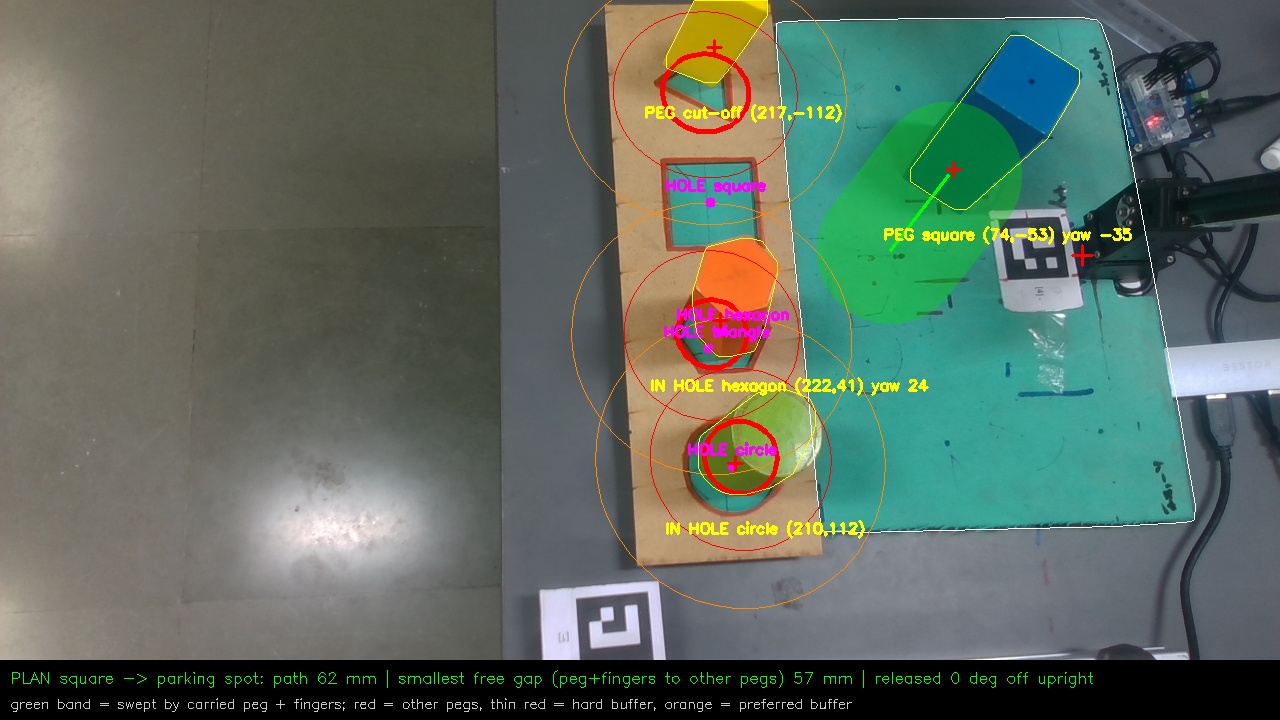 PEG cut-off (217,-112)
HOLE square
PEG square (74,-53) yaw -35
HOLE hexagon
HOLE triangle
IN HOLE hexagon (222,41) yaw 24
HOLE circle
IN HOLE circle (210,112)
PLAN square -> parking spot: path 62 mm | smallest free gap (peg+fingers to other pegs) 57 mm | released 0 deg off upright
green band = swept by carried peg + fingers; red = other pegs, thin red = hard buffer, orange = preferred buffer